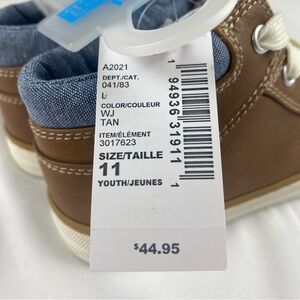 A2021
DEPT./CAT.
041/83
L
COLOR/COULEUR
WJ
TAN
ITEM/ÉLÉMENT
3017623
SIZE/TAILLE
11
YOUTH/JEUNES
1 94936 31911 1
$44.95